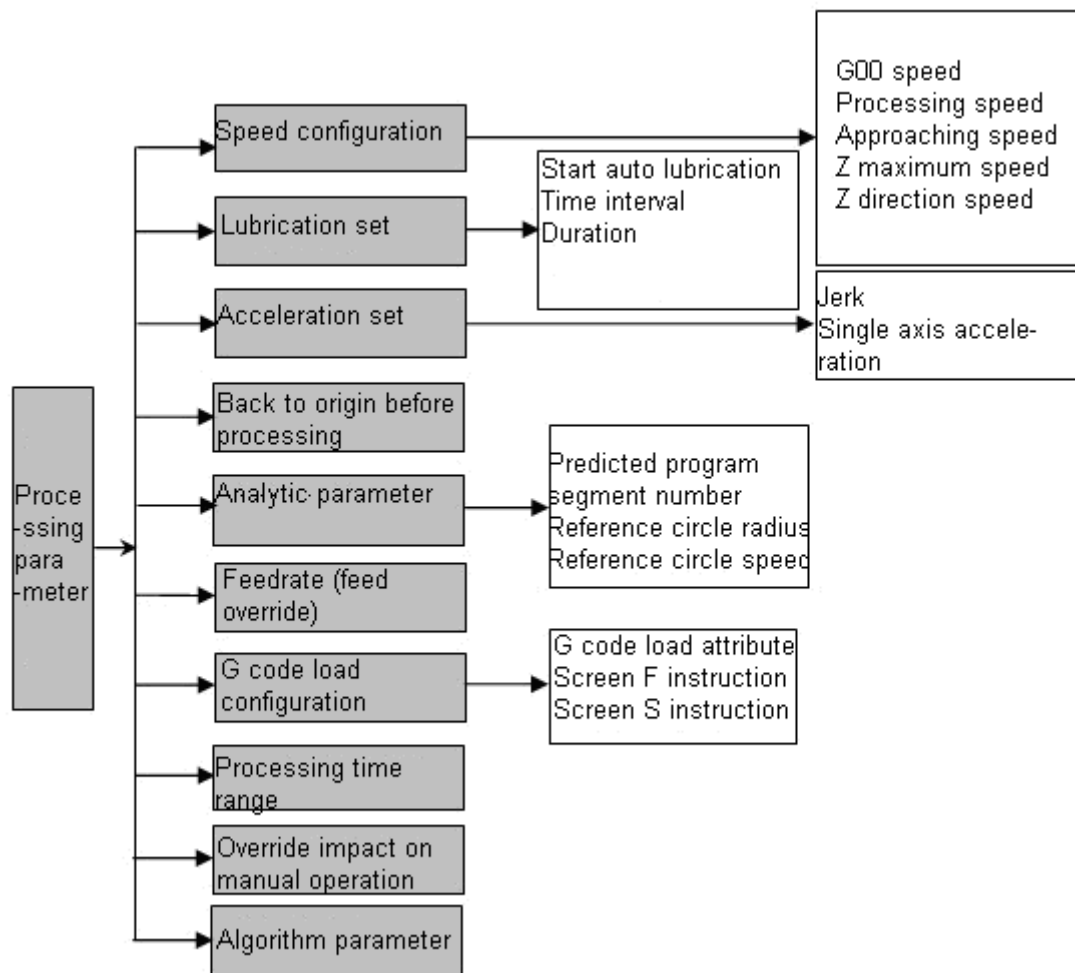 Proce
-ssing
para
-meter
Speed configuration
G00 speed
Processing speed
Approaching speed
Z maximum speed
Z direction speed
Lubrication set
Start auto lubrication
Time interval
Duration
Acceleration set
Jerk
Single axis accele-
ration
Back to origin before
processing
Analytic parameter
Predicted program
segment number
Reference circle radius
Reference circle speed
Feedrate (feed
override)
G code load
configuration
G code load attribute
Screen F instruction
Screen S instruction
Processing time
range
Override impact on
manual operation
Algorithm parameter